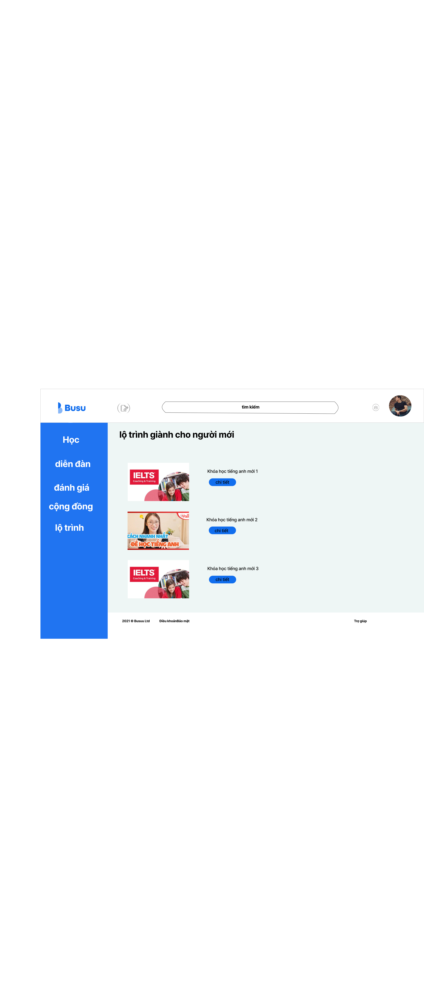 Busu
tìm kiếm
Học
diễn đàn
đánh giá
cộng đồng
lộ trình
lộ trình giành cho người mới
IELTS™
Coaching & Training
Khóa học tiếng anh mới 1
chi tiết
CÁCH NHANH NHẤT
ĐỂ HỌC TIẾNG ANH
Khóa học tiếng anh mới 2
chi tiết
IELTS™
Coaching & Training
Khóa học tiếng anh mới 3
chi tiết
2021 © Busuu Ltd
Điều khoảnBảo mật
Trợ giúp